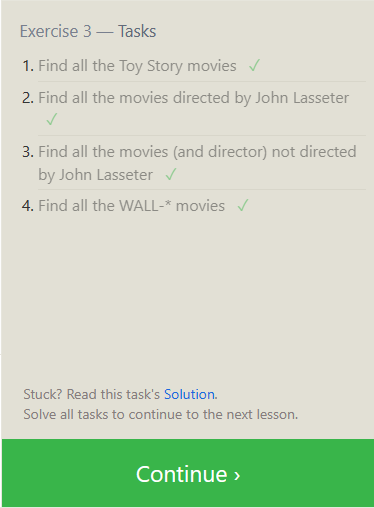 Exercise 3 — Tasks
1. Find all the Toy Story movies ✓
2. Find all the movies directed by John Lasseter
✓
3. Find all the movies (and director) not directed
by John Lasseter ✓
4. Find all the WALL-* movies ✓
Stuck? Read this task's Solution.
Solve all tasks to continue to the next lesson.
Continue ›